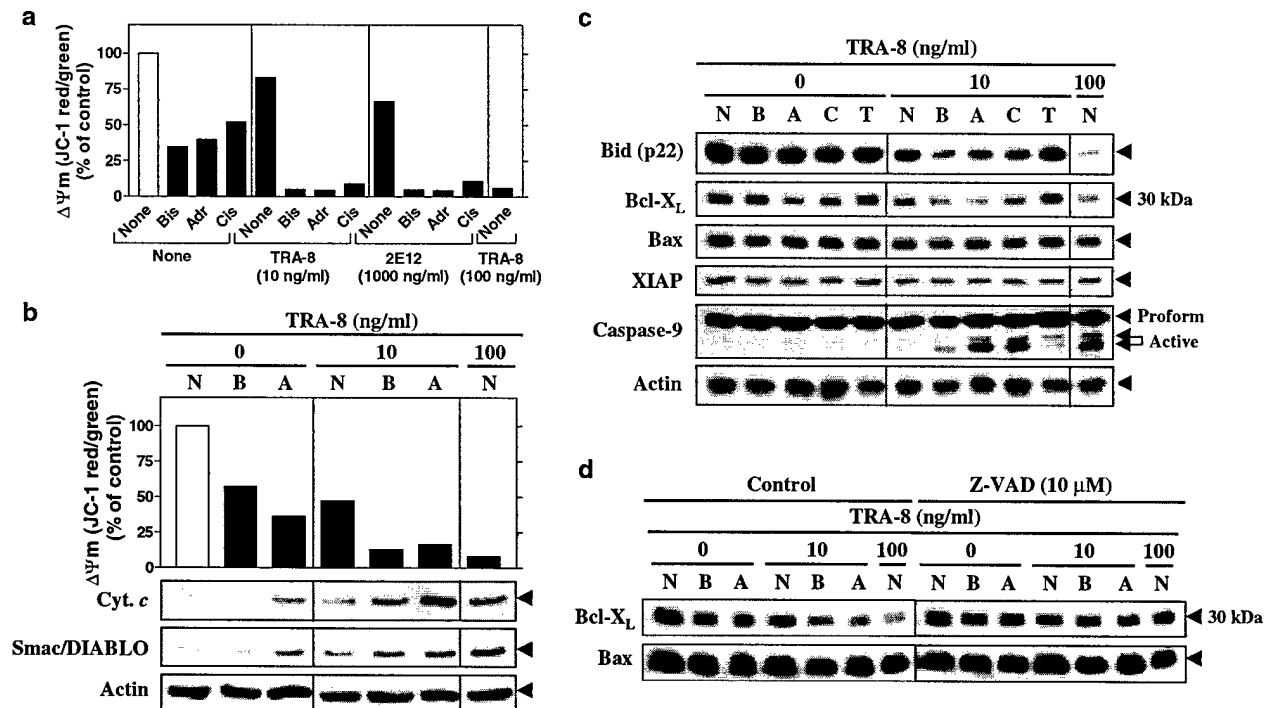 a
ΔΨm (JC-1 red/green)
(% of control)
100
75
50
25
0
None Bis Adr Cis None Bis Adr Cis None Bis Adr Cis None
None
TRA-8
(10 ng/ml)
2E12
(1000 ng/ml)
TRA-8
(100 ng/ml)
b
TRA-8 (ng/ml)
0 10 100
N B A N B A N
ΔΨm (JC-1 red/green)
(% of control)
100
75
50
25
0
Cyt. c
Smac/DIABLO
Actin
c
TRA-8 (ng/ml)
0 10 100
N B A C T N B A C T N
Bid (p22)
Bcl-XL 30 kDa
Bax
XIAP
Caspase-9 Proform
Active
Actin
d
Control Z-VAD (10 μM)
TRA-8 (ng/ml)
0 10 100 0 10 100
N B A N B A N N B A N B A N
Bcl-XL 30 kDa
Bax